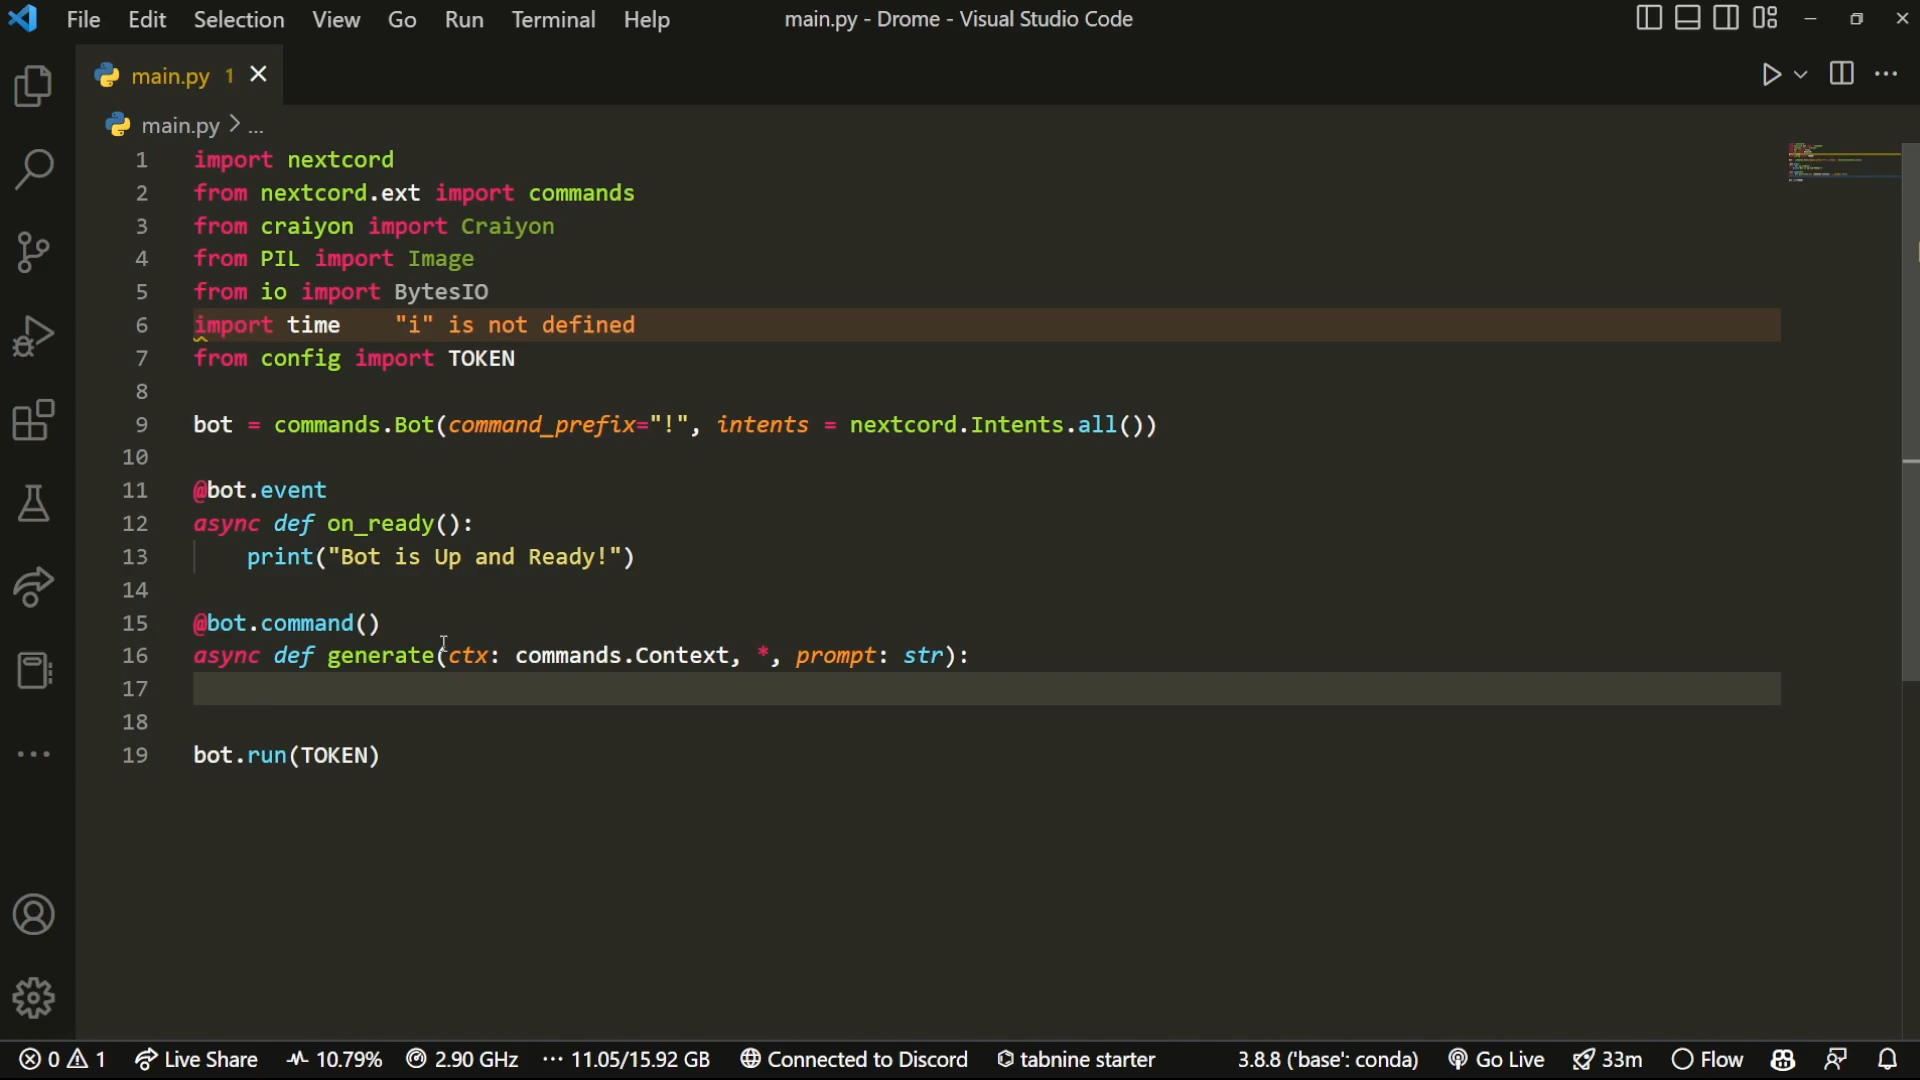 File Edit Selection View Go Run Terminal Help main.py - Drome - Visual Studio Code
main.py 1
main.py > ...
1 import nextcord
2 from nextcord.ext import commands
3 from craiyon import Craiyon
4 from PIL import Image
5 from io import BytesIO
6 import time "i" is not defined
7 from config import TOKEN
8
9 bot = commands.Bot(command_prefix="!", intents = nextcord.Intents.all())
10
11 @bot.event
12 async def on_ready():
13 print("Bot is Up and Ready!")
14
15 @bot.command()
16 async def generate(ctx: commands.Context, *, prompt: str):
17
18
19 bot.run(TOKEN)
0 1 Live Share 10.79% 2.90 GHz ... 11.05/15.92 GB Connected to Discord tabnine starter 3.8.8 ('base': conda) Go Live 33m Flow